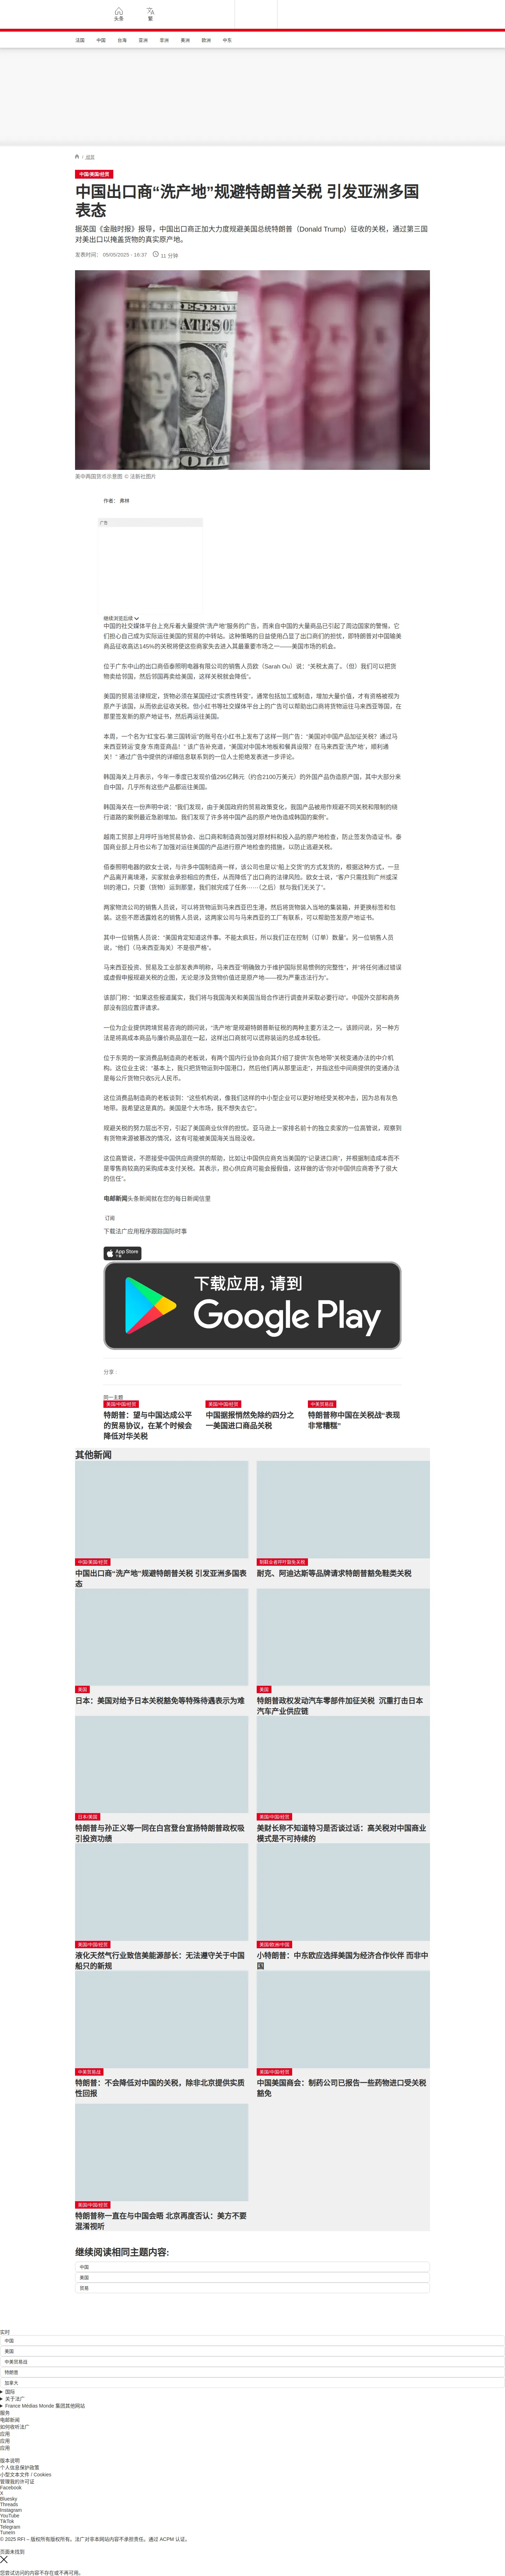 头条
繁
法国
中国
台海
亚洲
非洲
美洲
欧洲
中东
/ 经贸
中国/美国/经贸
中国出口商“洗产地”规避特朗普关税 引发亚洲多国
表态
据英国《金融时报》报导，中国出口商正加大力度规避美国总统特朗普（Donald Trump）征收的关税，通过第三国
对美出口以掩盖货物的真实原产地。
发表时间： 05/05/2025 - 16:37 11 分钟
美中两国货币示意图 © 法新社图片
作者： 弗林
广告
继续浏览后续
中国的社交媒体平台上充斥着大量提供“洗产地”服务的广告，而来自中国的大量商品已引起了周边国家的警惕，它
们担心自己成为实际运往美国的贸易的中转站。这种策略的日益使用凸显了出口商们的担忧，即特朗普对中国输美
商品征收高达145%的关税将使这些商家失去进入其最重要市场之一——美国市场的机会。
位于广东中山的出口商佰泰照明电器有限公司的销售人员欧（Sarah Ou）说：“关税太高了。（但）我们可以把货
物卖给邻国，然后邻国再卖给美国，这样关税就会降低”。
美国的贸易法律规定，货物必须在某国经过“实质性转变”，通常包括加工或制造，增加大量价值，才有资格被视为
原产于该国，从而依此征收关税。但小红书等社交媒体平台上的广告可以帮助出口商将货物运往马来西亚等国，在
那里签发新的原产地证书，然后再运往美国。
本周，一个名为“红宝石-第三国转运”的账号在小红书上发布了这样一则广告：“美国对中国产品加征关税？通过马
来西亚转运‘变身’东南亚商品！” 该广告补充道，“美国对中国木地板和餐具设限？在马来西亚‘洗产地’，顺利通
关！” 通过广告中提供的详细信息联系到的一位人士拒绝发表进一步评论。
韩国海关上月表示，今年一季度已发现价值295亿韩元（约合2100万美元）的外国产品伪造原产国，其中大部分来
自中国，几乎所有这些产品都运往美国。
韩国海关在一份声明中说：“我们发现，由于美国政府的贸易政策变化，我国产品被用作规避不同关税和限制的绕
行道路的案例最近急剧增加。我们发现了许多将中国产品的原产地伪造成韩国的案例”。
越南工贸部上月呼吁当地贸易协会、出口商和制造商加强对原材料和投入品的原产地检查，防止签发伪造证书。泰
国商业部上月也公布了加强对运往美国的产品进行原产地检查的措施，以防止逃避关税。
佰泰照明电器的欧女士说，与许多中国制造商一样，该公司也是以“船上交货”的方式发货的，根据这种方式，一旦
产品离开离境港，买家就会承担相应的责任，从而降低了出口商的法律风险。欧女士说，“客户只需找到广州或深
圳的港口，只要（货物）运到那里，我们就完成了任务……（之后）就与我们无关了”。
两家物流公司的销售人员说，可以将货物运到马来西亚巴生港，然后将货物装入当地的集装箱，并更换标签和包
装。这些不愿透露姓名的销售人员说，这两家公司与马来西亚的工厂有联系，可以帮助签发原产地证书。
其中一位销售人员说：“美国肯定知道这件事，不能太疯狂，所以我们正在控制（订单）数量”。另一位销售人员
说，“他们（马来西亚海关）不是很严格”。
马来西亚投资、贸易及工业部发表声明称，马来西亚“明确致力于维护国际贸易惯例的完整性”，并“将任何通过错误
或虚假申报规避关税的企图，无论是涉及货物价值还是原产地——视为严重违法行为”。
该部门称：“如果这些报道属实，我们将与我国海关和美国当局合作进行调查并采取必要行动”。中国外交部和商务
部没有回应置评请求。
一位为企业提供跨境贸易咨询的顾问说，“洗产地”是规避特朗普新征税的两种主要方法之一。该顾问说，另一种方
法是将高成本商品与廉价商品混在一起，这样出口商就可以谎称装运的总成本较低。
位于东莞的一家消费品制造商的老板说，有两个国内行业协会向其介绍了提供‘灰色地带’关税变通办法的中介机
构。这位业主说：“基本上，我只把货物运到中国港口，然后他们再从那里运走”，并指这些中间商提供的变通办法
是每公斤货物只收5元人民币。
这位消费品制造商的老板谈到：“这些机构说，像我们这样的中小型企业可以更好地经受关税冲击，因为总有灰色
地带。我希望这是真的。美国是个大市场，我不想失去它”。
规避关税的努力层出不穷，引起了美国商业伙伴的担忧。亚马逊上一家排名前十的独立卖家的一位高管说，观察到
有货物来源被篡改的情况，这有可能被美国海关当局没收。
这位高管说，不愿接受中国供应商提供的帮助，比如让中国供应商充当美国的“记录进口商”，并根据制造成本而不
是零售商较高的采购成本支付关税。其表示，担心供应商可能会报假值，这样做的话“你对中国供应商寄予了很大
的信任”。
电邮新闻头条新闻就在您的每日新闻信里
订阅
下载法广应用程序跟踪国际时事
App Store
下载
下载应用，请到
Google Play
分享 :
同一主题
美国/中国/经贸
特朗普：望与中国达成公平
的贸易协议，在某个时候会
降低对华关税
美国/中国/经贸
中国据报悄然免除约四分之
一美国进口商品关税
中美贸易战
特朗普称中国在关税战“表现
非常糟糕”
其他新闻
中国/美国/经贸
中国出口商“洗产地”规避特朗普关税 引发亚洲多国表
态
制鞋业者呼吁豁免关税
耐克、阿迪达斯等品牌请求特朗普豁免鞋类关税
美国
日本：美国对给予日本关税豁免等特殊待遇表示为难
美国
特朗普政权发动汽车零部件加征关税 沉重打击日本
汽车产业供应链
日本/美国
特朗普与孙正义等一同在白宫登台宣扬特朗普政权吸
引投资功绩
美国/中国/经贸
美财长称不知道特习是否谈过话：高关税对中国商业
模式是不可持续的
美国/中国/经贸
液化天然气行业致信美能源部长：无法遵守关于中国
船只的新规
美国/欧洲/中国
小特朗普：中东欧应选择美国为经济合作伙伴 而非中
国
中美贸易战
特朗普：不会降低对中国的关税，除非北京提供实质
性回报
美国/中国/经贸
中国美国商会：制药公司已报告一些药物进口受关税
豁免
美国/中国/经贸
特朗普称一直在与中国会晤 北京再度否认：美方不要
混淆视听
继续阅读相同主题内容:
中国
美国
贸易
实时
中国
美国
中美贸易战
特朗普
加拿大
国际
关于法广
France Médias Monde 集团其他网站
服务
电邮新闻
如何收听法广
应用
应用
应用
版本说明
个人信息保护政策
小型文本文件 / Cookies
管理我的许可证
Facebook
X
Bluesky
Threads
Instagram
YouTube
TikTok
Telegram
TuneIn
© 2025 RFI – 版权所有版权所有。法广对非本网站内容不承担责任。通过 ACPM 认证。
页面未找到
您尝试访问的内容不存在或不再可用。